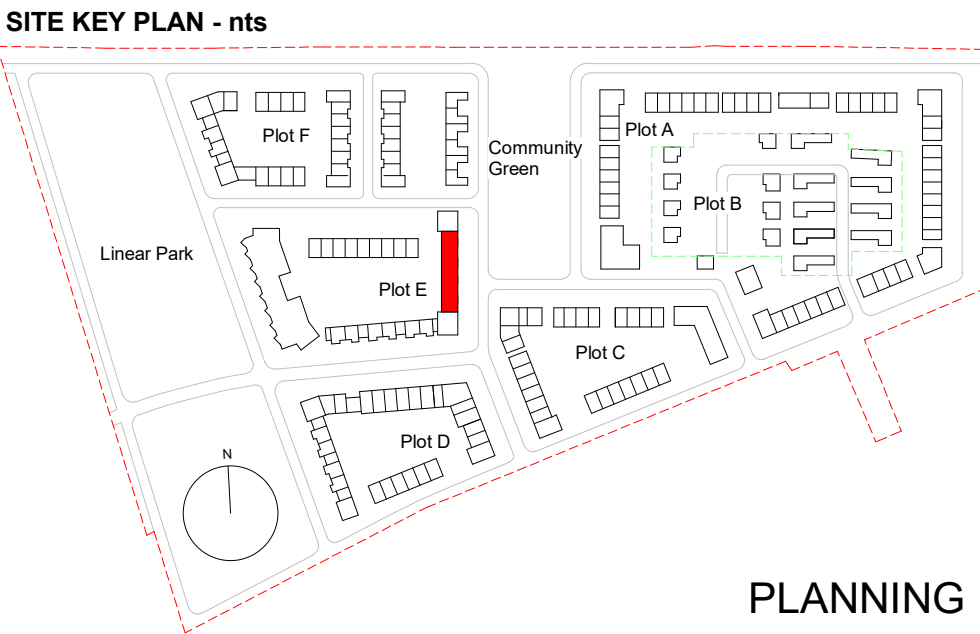 SITE KEY PLAN - nts
Plot F
Plot A
Community
Green
Plot B
Linear Park
Plot E
Plot C
Plot D
N
PLANNING